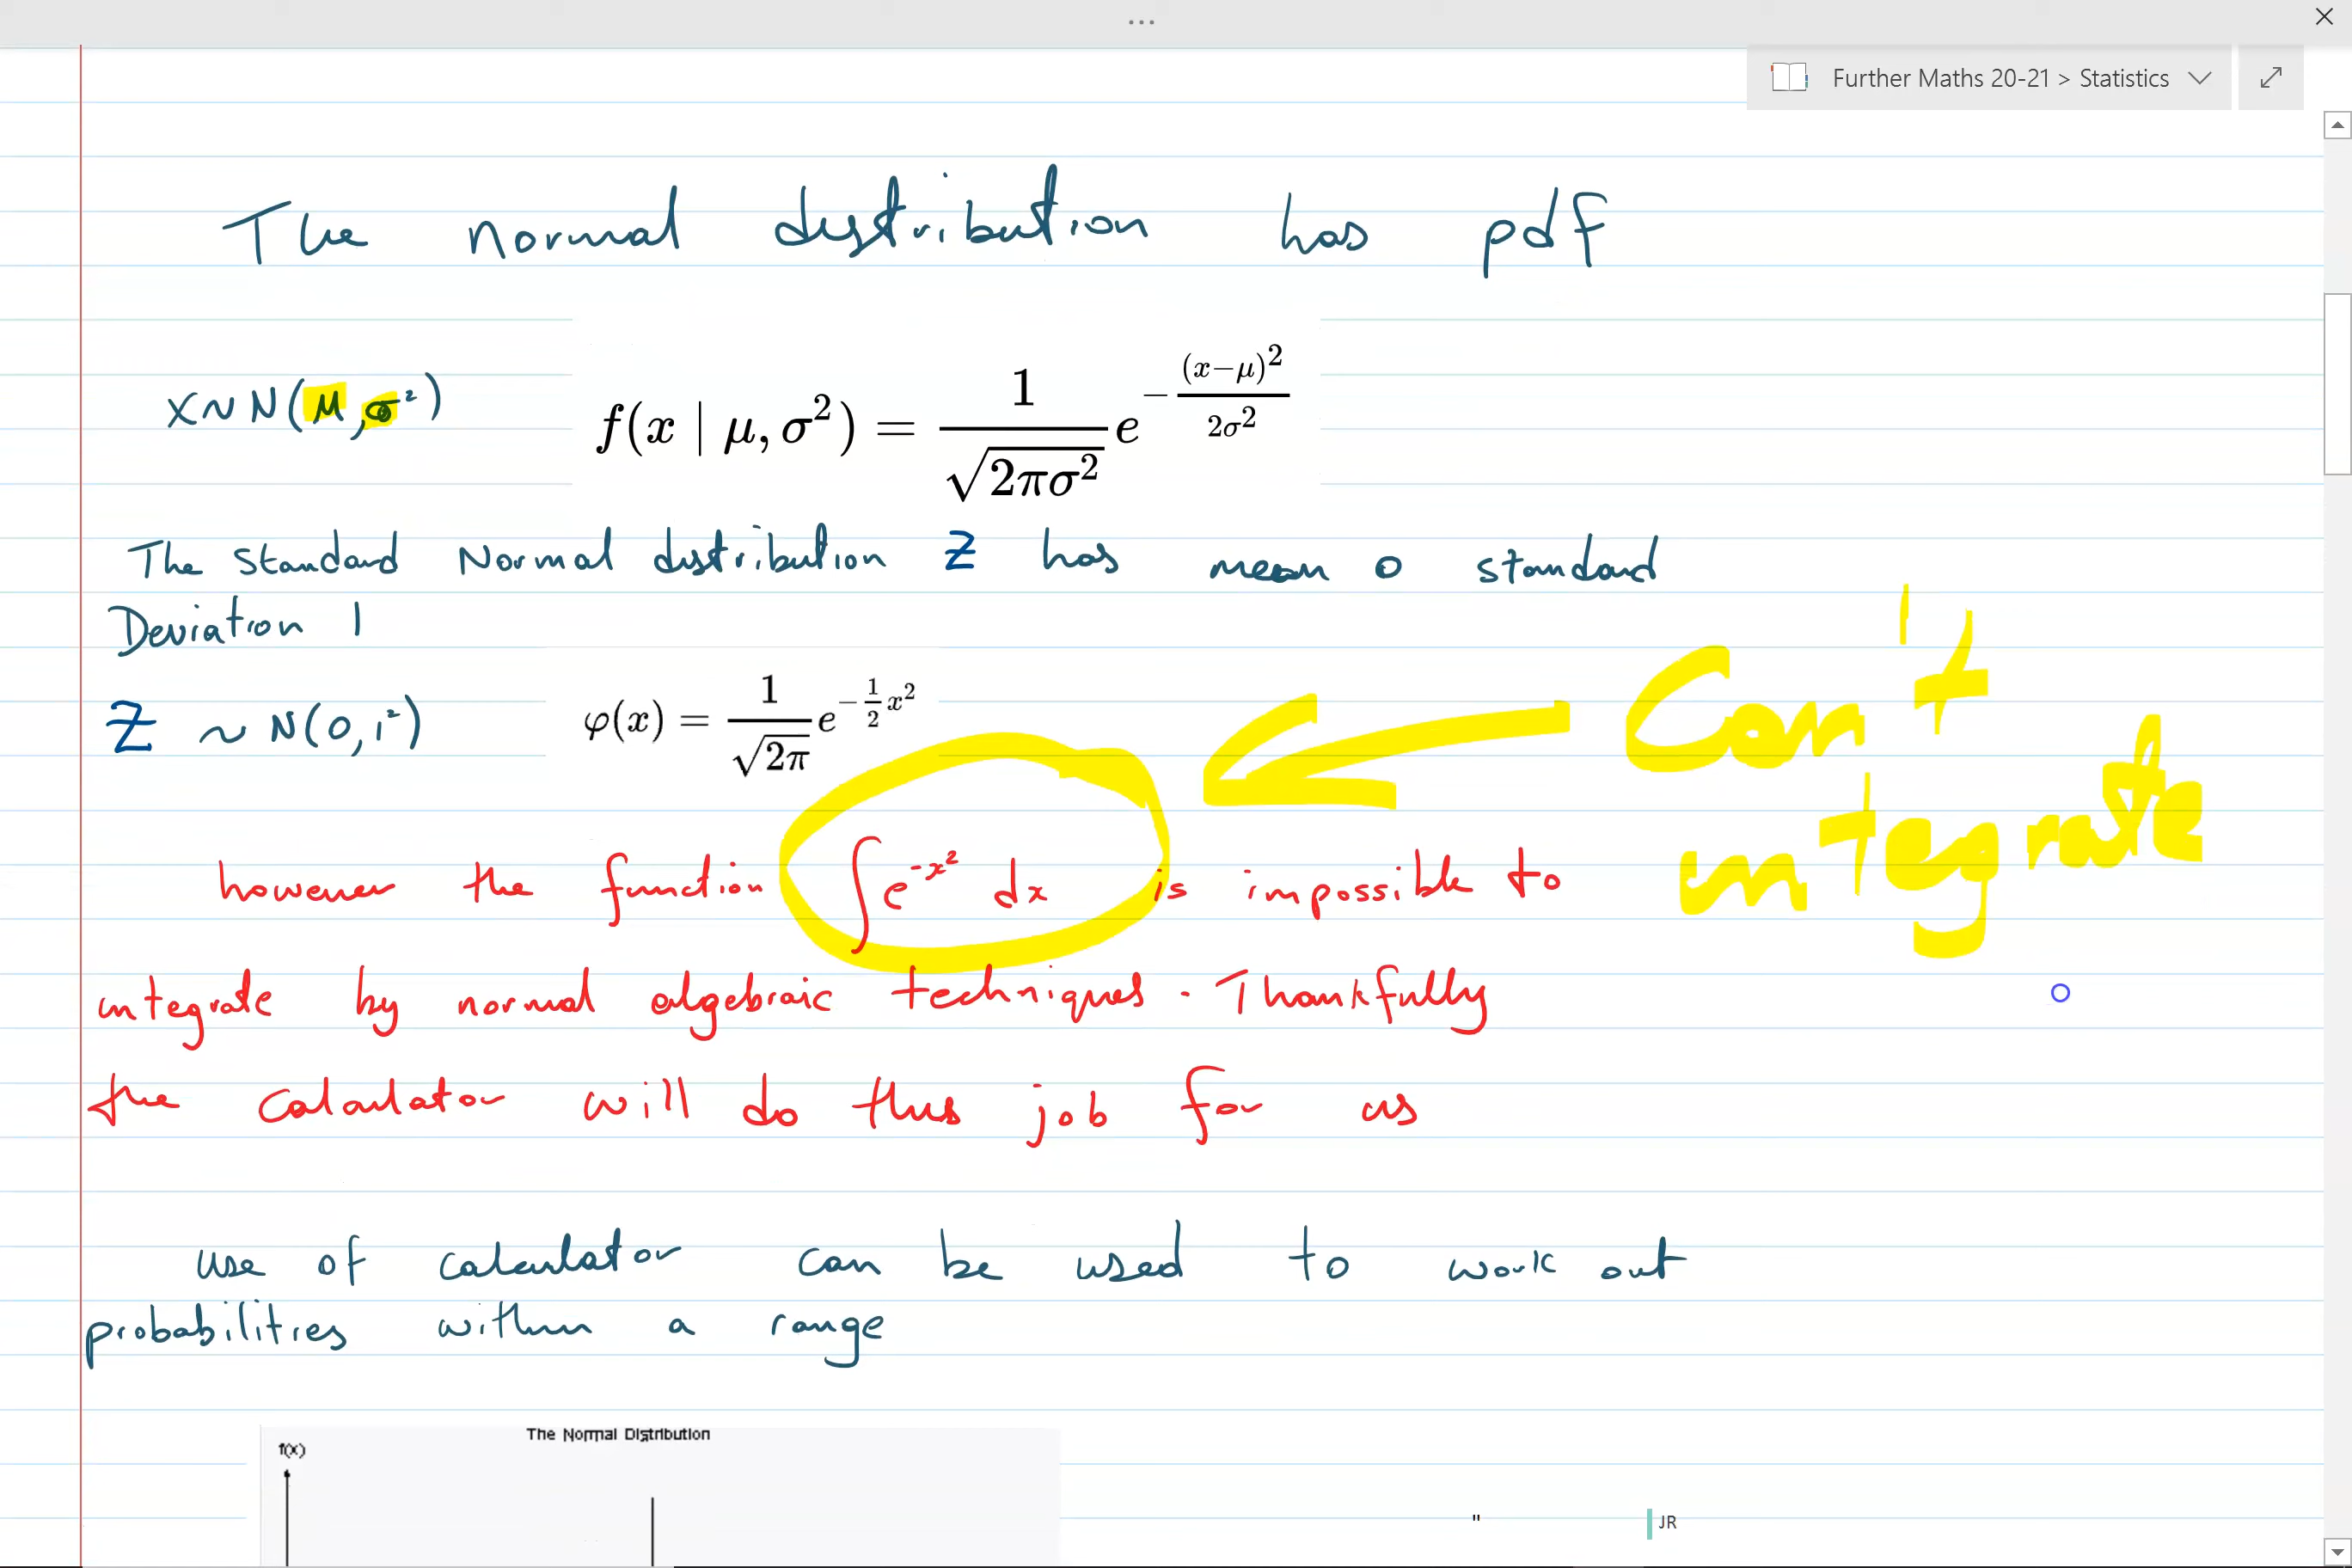 Further Maths 20-21 > Statistics
The normal distribution has pdf
X ~ N(μ, σ²)
f(x | μ, σ²) = 1/√(2πσ²) e^(-(x-μ)²/(2σ²))
The Standard Normal distribution Z has mean 0 standard
Deviation 1
Z ~ N(0, 1²)
φ(x) = 1/√(2π) e^(-½x²)
Can't
integrate
however the function ∫ e^(-x²) dx is impossible to
integrate by normal algebraic techniques. Thankfully
the calculator will do this job for us
use of calculator can be used to work out
probabilities within a range
The Normal Distribution
f(x)
"
JR